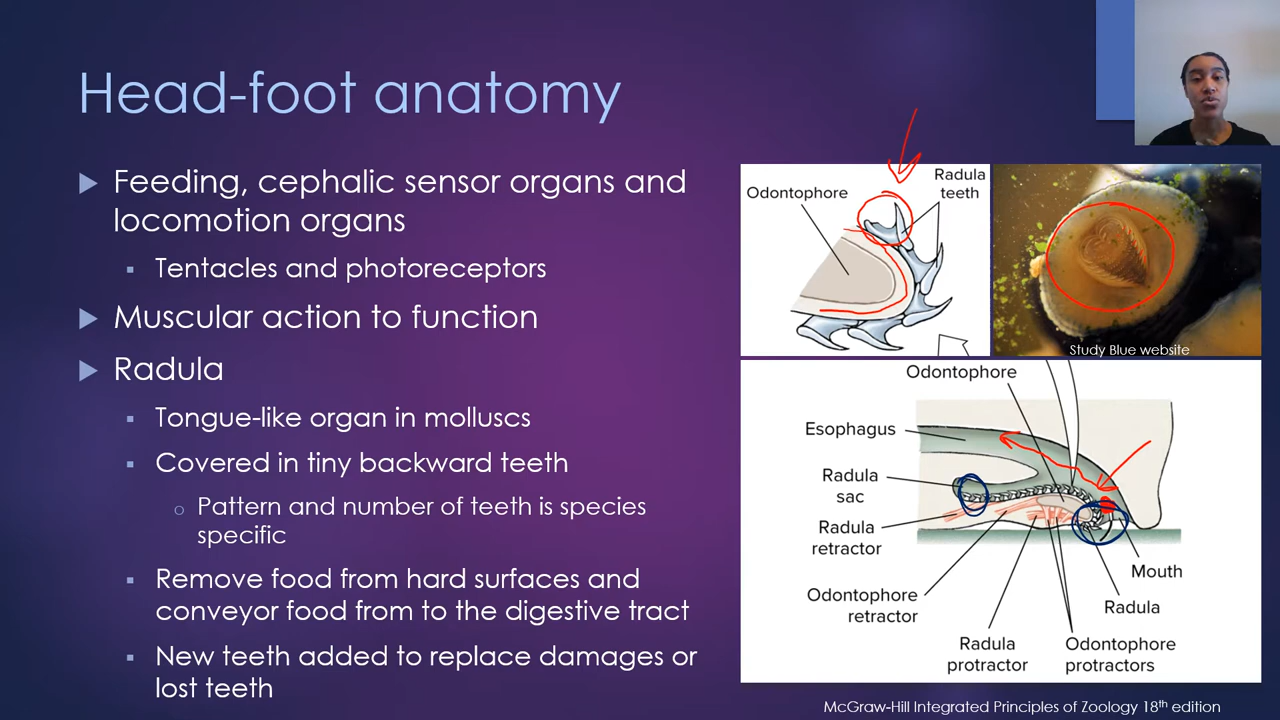 Head-foot anatomy
Feeding, cephalic sensor organs and
locomotion organs
Tentacles and photoreceptors
Muscular action to function
Radula
Tongue-like organ in molluscs
Covered in tiny backward teeth
Pattern and number of teeth is species
specific
Remove food from hard surfaces and
conveyor food from to the digestive tract
New teeth added to replace damages or
lost teeth
Odontophore
Radula
teeth
Study Blue website
Odontophore
Esophagus
Radula
sac
Radula
retractor
Odontophore
retractor
Radula
protractor
Odontophore
protractors
Radula
Mouth
McGraw-Hill Integrated Principles of Zoology 18th edition